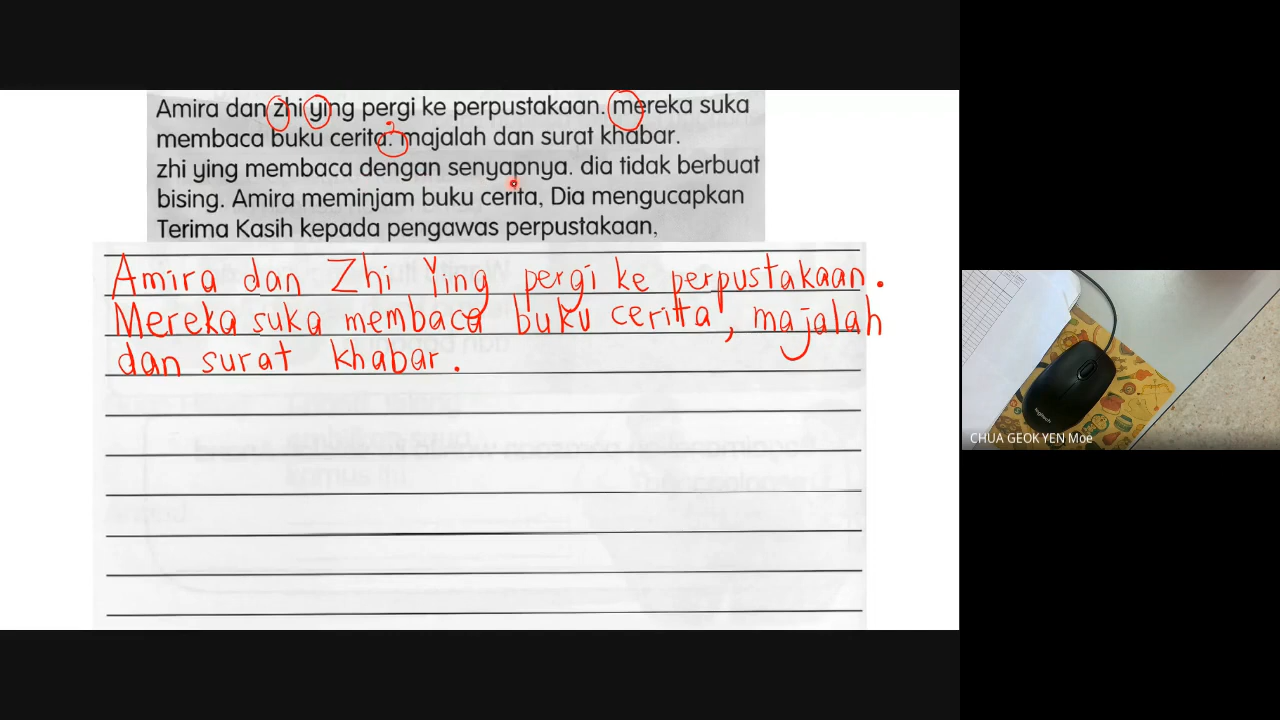 Amira dan zhi ying pergi ke perpustakaan. mereka suka
membaca buku cerita. majalah dan surat khabar.
zhi ying membaca dengan senyapnya. dia tidak berbuat
bising. Amira meminjam buku cerita, Dia mengucapkan
Terima Kasih kepada pengawas perpustakaan,
Amira dan Zhi Ying pergi ke perpustakaan.
Mereka suka membaca buku cerita, majalah
dan surat khabar.
CHUA GEOK YEN Moe